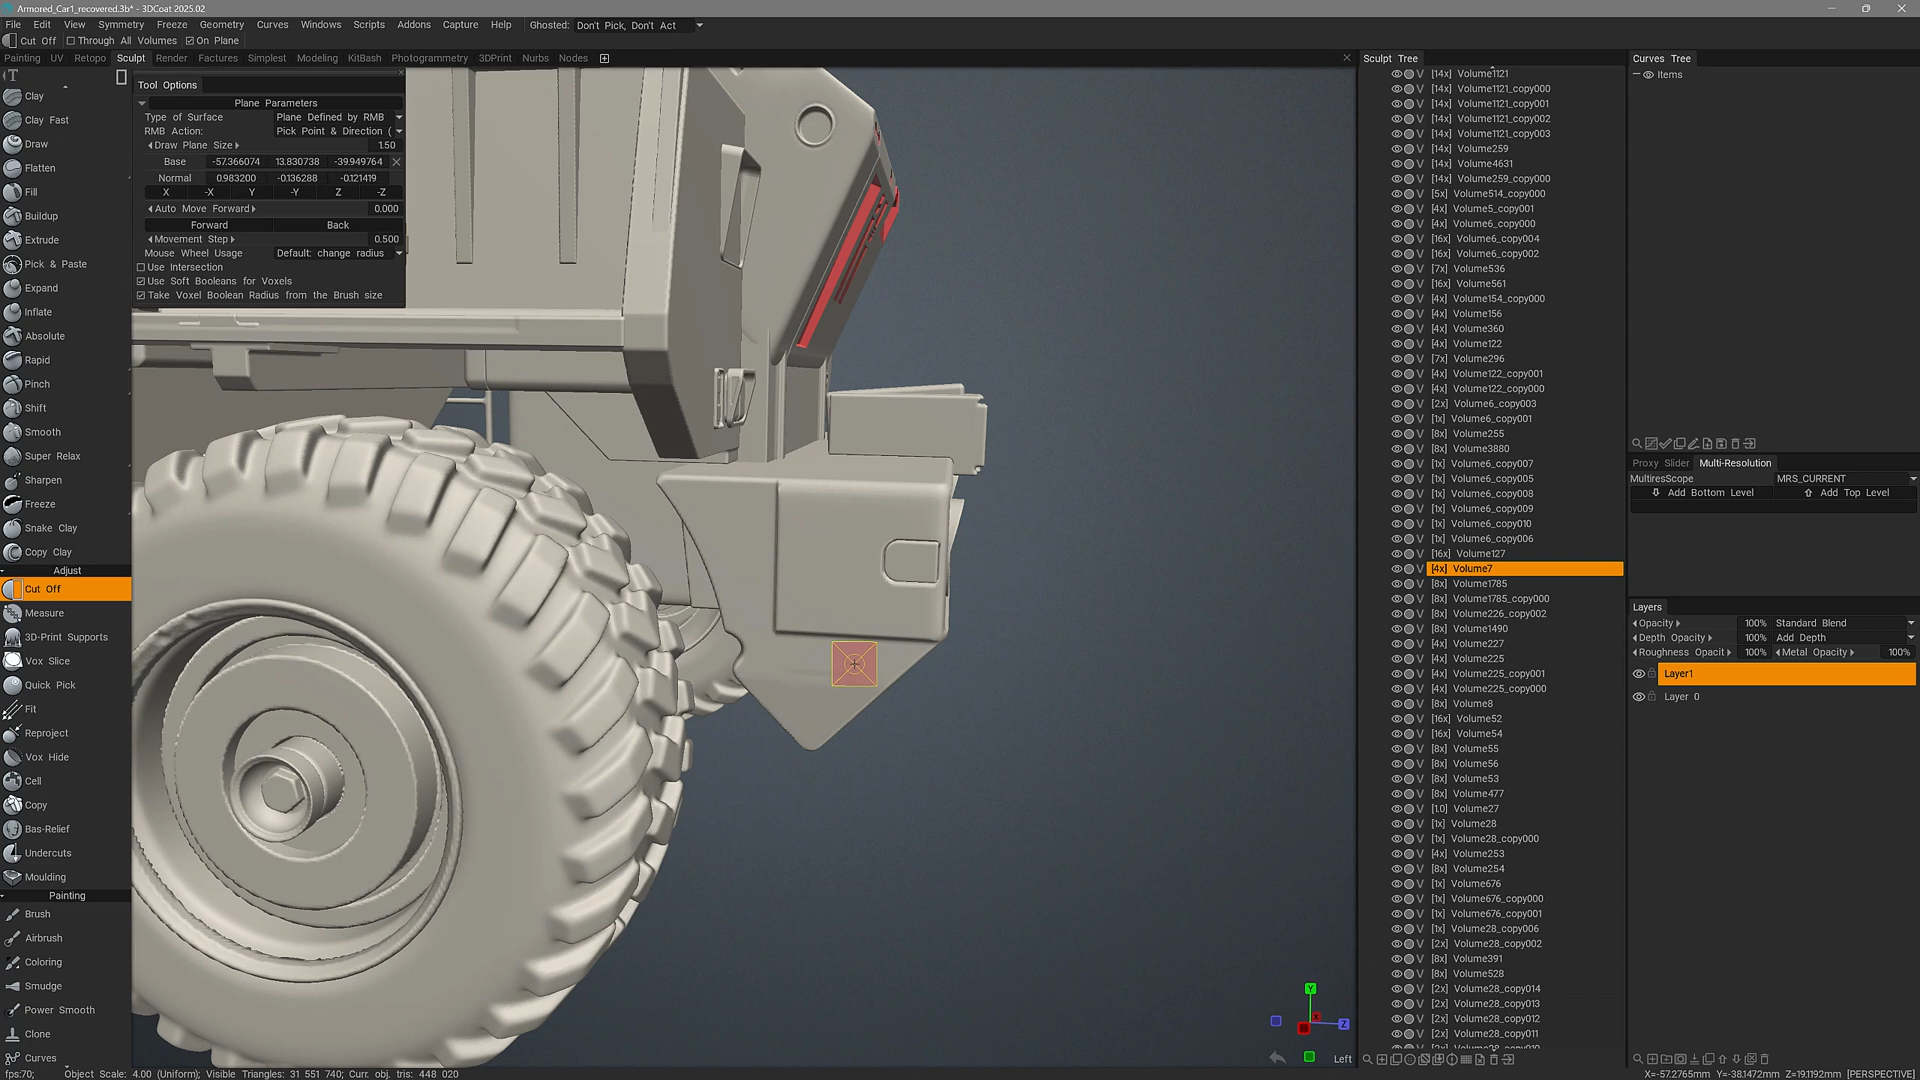 Armored_Car1_recovered.3b* - 3DCoat 2025.02
File Edit View Symmetry Freeze Geometry Curves Windows Scripts Addons Capture Help Ghosted: Don't Pick, Don't Act
Cut Off Through All Volumes On Plane
Painting UV Retopo Sculpt Render Factures Simplest Modeling KitBash Photogrammetry 3DPrint Nurbs Nodes
Clay
Clay Fast
Draw
Flatten
Fill
Buildup
Extrude
Pick & Paste
Expand
Inflate
Absolute
Rapid
Pinch
Shift
Smooth
Super Relax
Sharpen
Freeze
Snake Clay
Copy Clay
Adjust
Cut Off
Measure
3D-Print Supports
Vox Slice
Quick Pick
Fit
Reproject
Vox Hide
Cell
Copy
Bas-Relief
Undercuts
Moulding
Painting
Brush
Airbrush
Coloring
Smudge
Power Smooth
Clone
Curves
Tool Options
Plane Parameters
Type of Surface Plane Defined by RMB
RMB Action: Pick Point & Direction (
Draw Plane Size 1.50
Base -57.366074 13.830738 -39.949764
Normal 0.983200 -0.136288 -0.121419
X -X Y -Y Z -Z
Auto Move Forward 0.000
Forward Back
Movement Step 0.500
Mouse Wheel Usage Default: change radius
Use Intersection
Use Soft Booleans for Voxels
Take Voxel Boolean Radius from the Brush size
Y
X
Z
Left
Sculpt Tree
V [14x] Volume1121
V [14x] Volume1121_copy000
V [14x] Volume1121_copy001
V [14x] Volume1121_copy002
V [14x] Volume1121_copy003
V [14x] Volume259
V [14x] Volume4631
V [14x] Volume259_copy000
V [5x] Volume514_copy000
V [4x] Volume5_copy001
V [4x] Volume6_copy000
V [16x] Volume6_copy004
V [16x] Volume6_copy002
V [7x] Volume536
V [16x] Volume561
V [4x] Volume154_copy000
V [4x] Volume156
V [4x] Volume360
V [4x] Volume122
V [7x] Volume296
V [4x] Volume122_copy001
V [4x] Volume122_copy000
V [2x] Volume6_copy003
V [1x] Volume6_copy001
V [8x] Volume255
V [8x] Volume3880
V [1x] Volume6_copy007
V [1x] Volume6_copy005
V [1x] Volume6_copy008
V [1x] Volume6_copy009
V [1x] Volume6_copy010
V [1x] Volume6_copy006
V [16x] Volume127
V [4x] Volume7
V [8x] Volume1785
V [8x] Volume1785_copy000
V [8x] Volume226_copy002
V [8x] Volume1490
V [4x] Volume227
V [4x] Volume225
V [4x] Volume225_copy001
V [4x] Volume225_copy000
V [8x] Volume8
V [16x] Volume52
V [16x] Volume54
V [8x] Volume55
V [8x] Volume56
V [8x] Volume53
V [8x] Volume477
V [1.0] Volume27
V [1x] Volume28
V [1x] Volume28_copy000
V [4x] Volume253
V [8x] Volume254
V [1x] Volume676
V [1x] Volume676_copy000
V [1x] Volume676_copy001
V [1x] Volume28_copy006
V [2x] Volume28_copy002
V [8x] Volume391
V [8x] Volume528
V [2x] Volume28_copy014
V [2x] Volume28_copy013
V [2x] Volume28_copy012
V [2x] Volume28_copy011
Curves Tree
Items
Proxy Slider Multi-Resolution
MultiresScope MRS_CURRENT
Add Bottom Level Add Top Level
Layers
Opacity 100% Standard Blend
Depth Opacity 100% Add Depth
Roughness Opacit 100% Metal Opacity 100%
Layer1
Layer 0
fps:70; Object Scale: 4.00 (Uniform); Visible Triangles: 31 551 740; Curr. obj. tris: 448 020
X=-57.2765mm Y=-38.1472mm Z=19.1192mm [PERSPECTIVE]